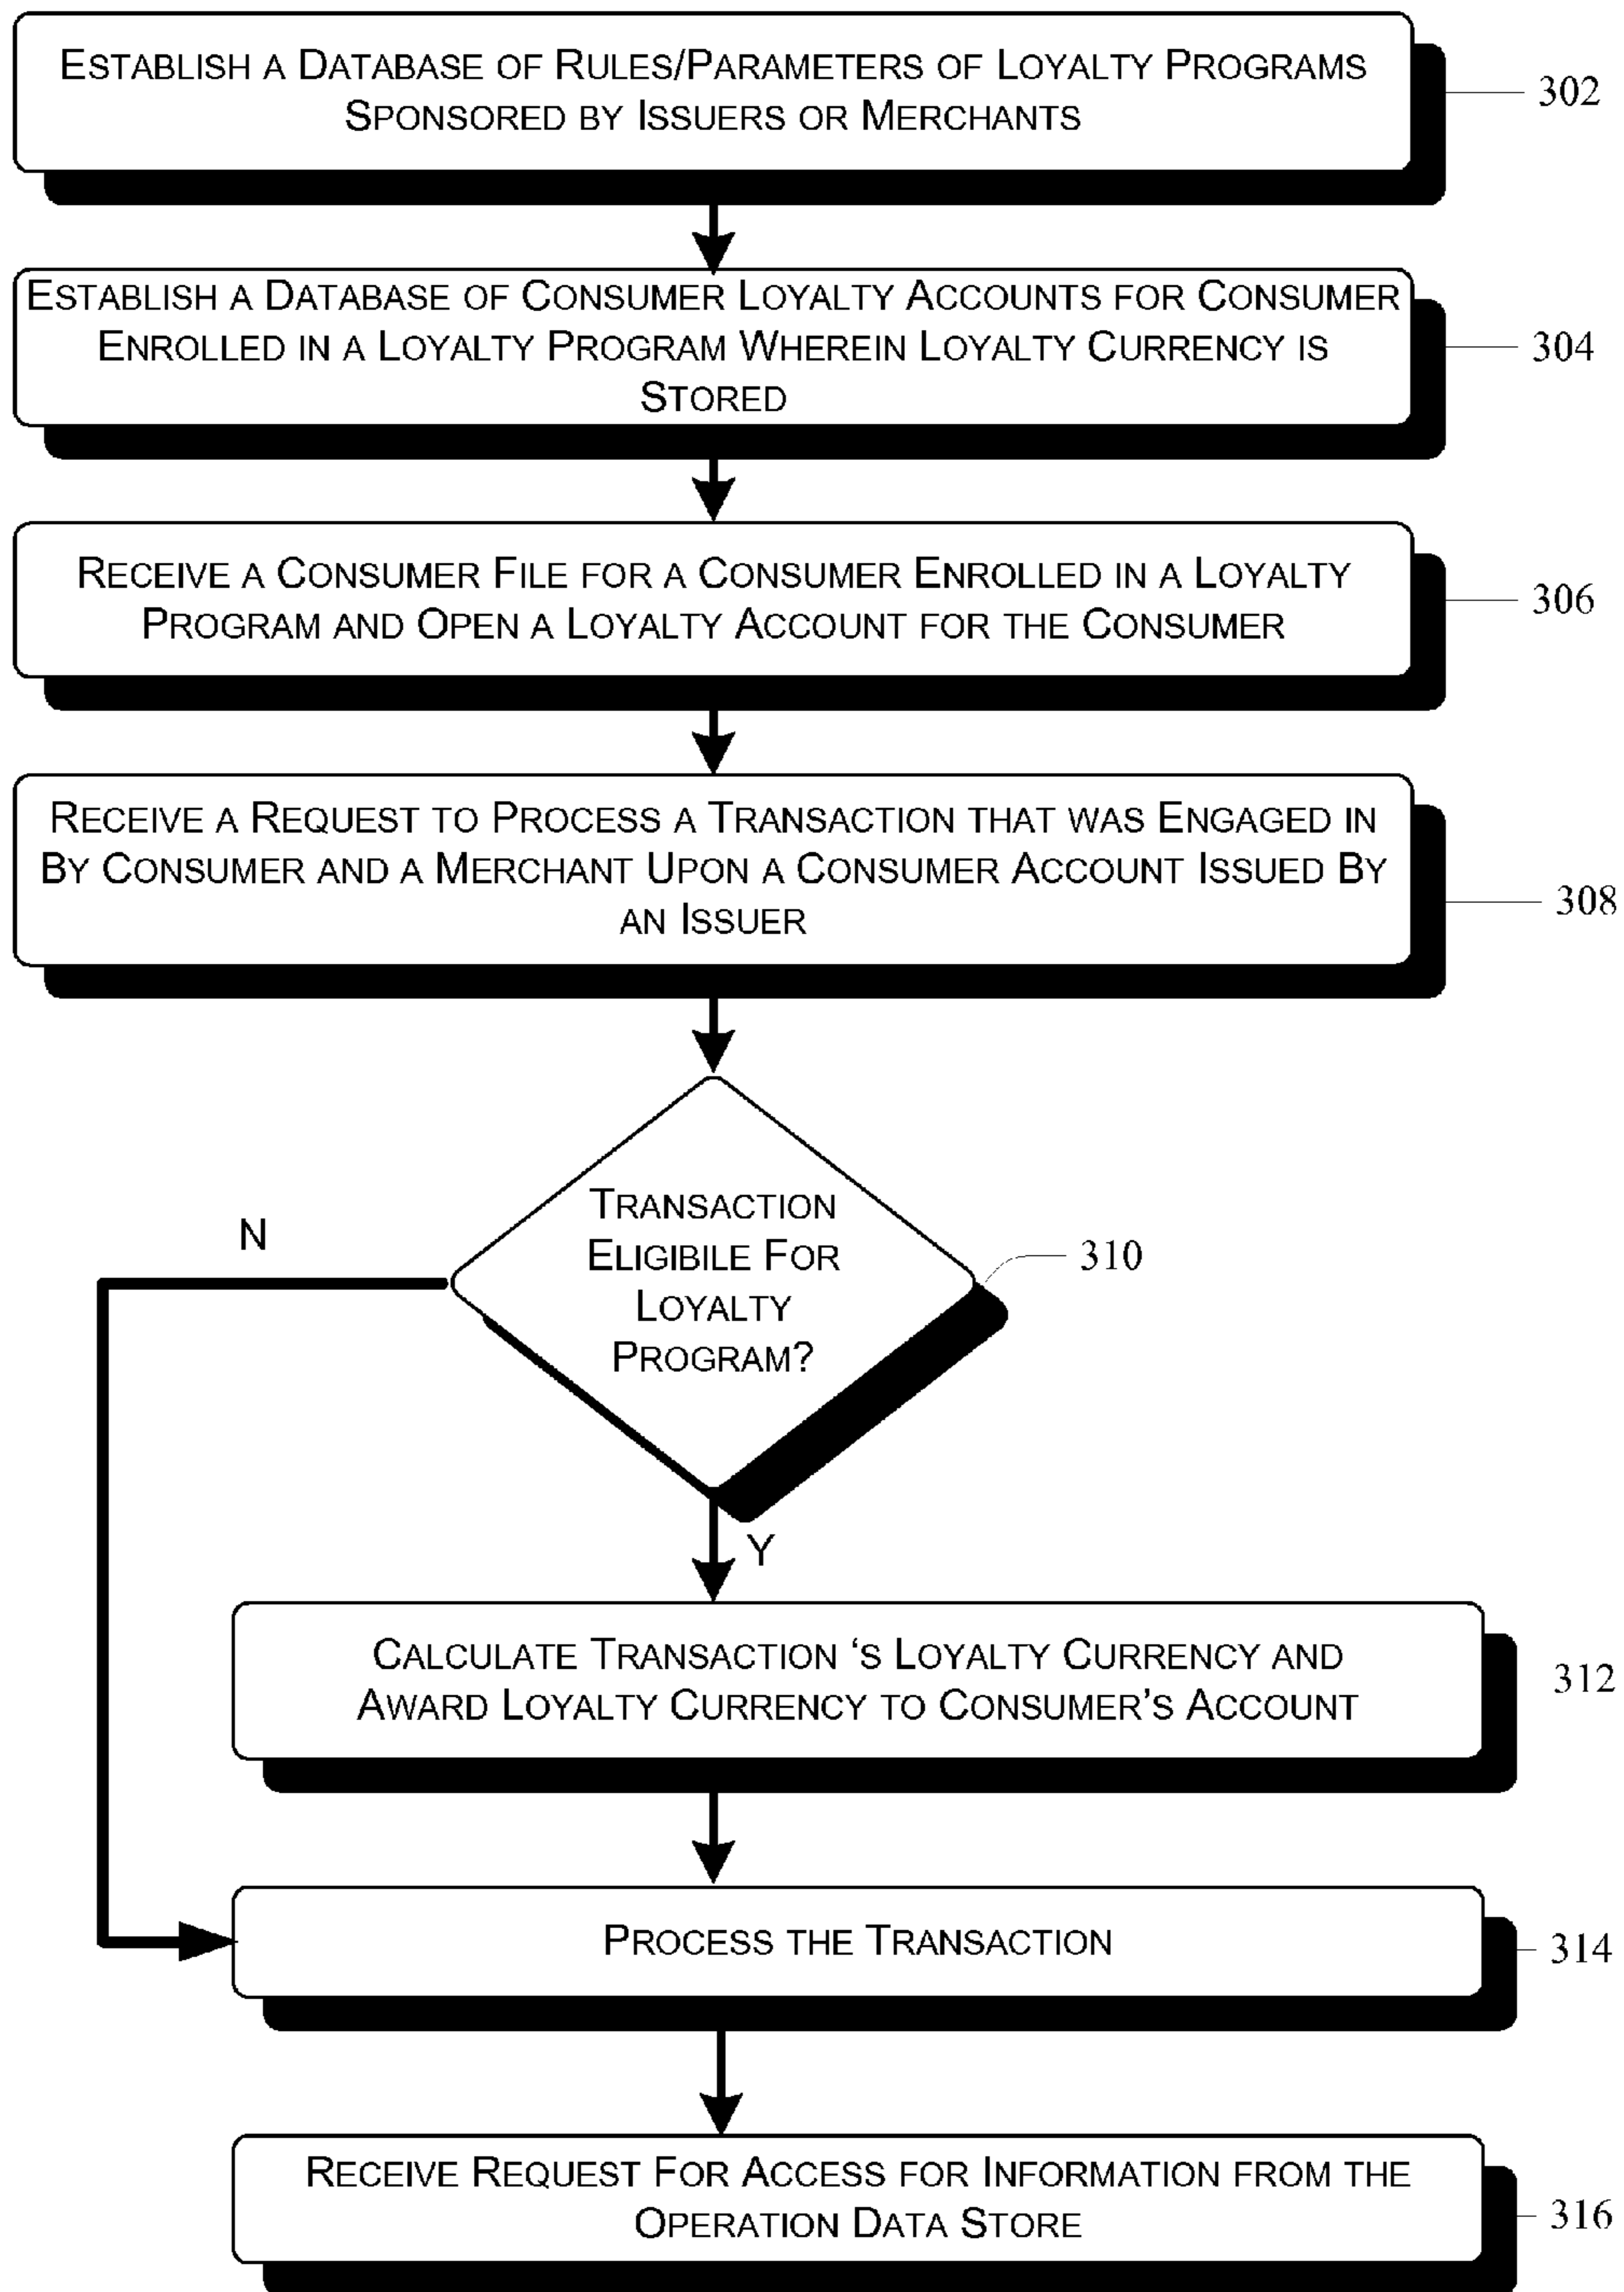 ESTABLISH A DATABASE OF RULES/PARAMETERS OF LOYALTY PROGRAMS
SPONSORED BY ISSUERS OR MERCHANTS
302
ESTABLISH A DATABASE OF CONSUMER LOYALTY ACCOUNTS FOR CONSUMER
ENROLLED IN A LOYALTY PROGRAM WHEREIN LOYALTY CURRENCY IS
STORED
304
RECEIVE A CONSUMER FILE FOR A CONSUMER ENROLLED IN A LOYALTY
PROGRAM AND OPEN A LOYALTY ACCOUNT FOR THE CONSUMER
306
RECEIVE A REQUEST TO PROCESS A TRANSACTION THAT WAS ENGAGED IN
BY CONSUMER AND A MERCHANT UPON A CONSUMER ACCOUNT ISSUED BY
AN ISSUER
308
TRANSACTION
ELIGIBILE FOR
LOYALTY
PROGRAM?
310
N
Y
CALCULATE TRANSACTION 'S LOYALTY CURRENCY AND
AWARD LOYALTY CURRENCY TO CONSUMER'S ACCOUNT
312
PROCESS THE TRANSACTION
314
RECEIVE REQUEST FOR ACCESS FOR INFORMATION FROM THE
OPERATION DATA STORE
316